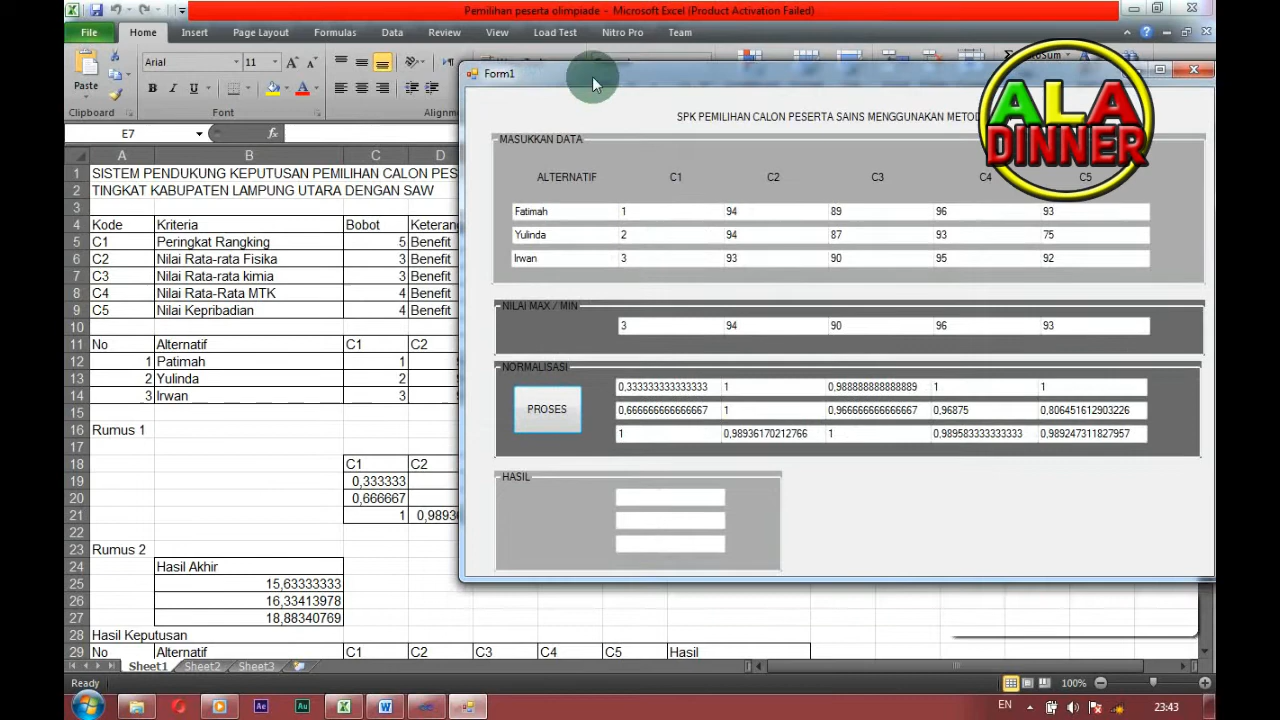 Pemilihan peserta olimpiade - Microsoft Excel (Product Activation Failed)
File Home Insert Page Layout Formulas Data Review View Load Test Nitro Pro Team
Arial 11
Paste
Clipboard Font
E7 fx
A B C D
1 SISTEM PENDUKUNG KEPUTUSAN PEMILIHAN CALON PES
2 TINGKAT KABUPATEN LAMPUNG UTARA DENGAN SAW
3
4 Kode Kriteria Bobot Keteran
5 C1 Peringkat Rangking 5 Benefit
6 C2 Nilai Rata-rata Fisika 3 Benefit
7 C3 Nilai Rata-rata kimia 3 Benefit
8 C4 Nilai Rata-Rata MTK 4 Benefit
9 C5 Nilai Kepribadian 4 Benefit
10
11 No Alternatif C1 C2
12 1 Patimah 1
13 2 Yulinda 2
14 3 Irwan 3
15
16 Rumus 1
17
18 C1 C2
19 0,333333
20 0,666667
21 1 0,9893
22
23 Rumus 2
24 Hasil Akhir
25 15,63333333
26 16,33413978
27 18,88340769
28 Hasil Keputusan
29 No Alternatif C1 C2 C3 C4 C5 Hasil
Form1
SPK PEMILIHAN CALON PESERTA SAINS MENGGUNAKAN METOD
ALA
DINNER
MASUKKAN DATA
ALTERNATIF C1 C2 C3 C4 C5
Fatimah 1 94 89 96 93
Yulinda 2 94 87 93 75
Irwan 3 93 90 95 92
NILAI MAX / MIN
3 94 90 96 93
NORMALISASI
PROSES
0,333333333333333 1 0,988888888888889 1 1
0,666666666666667 1 0,966666666666667 0,96875 0,806451612903226
1 0,98936170212766 1 0,989583333333333 0,989247311827957
HASIL
Sheet1 Sheet2 Sheet3
Ready 100%
EN 23:43